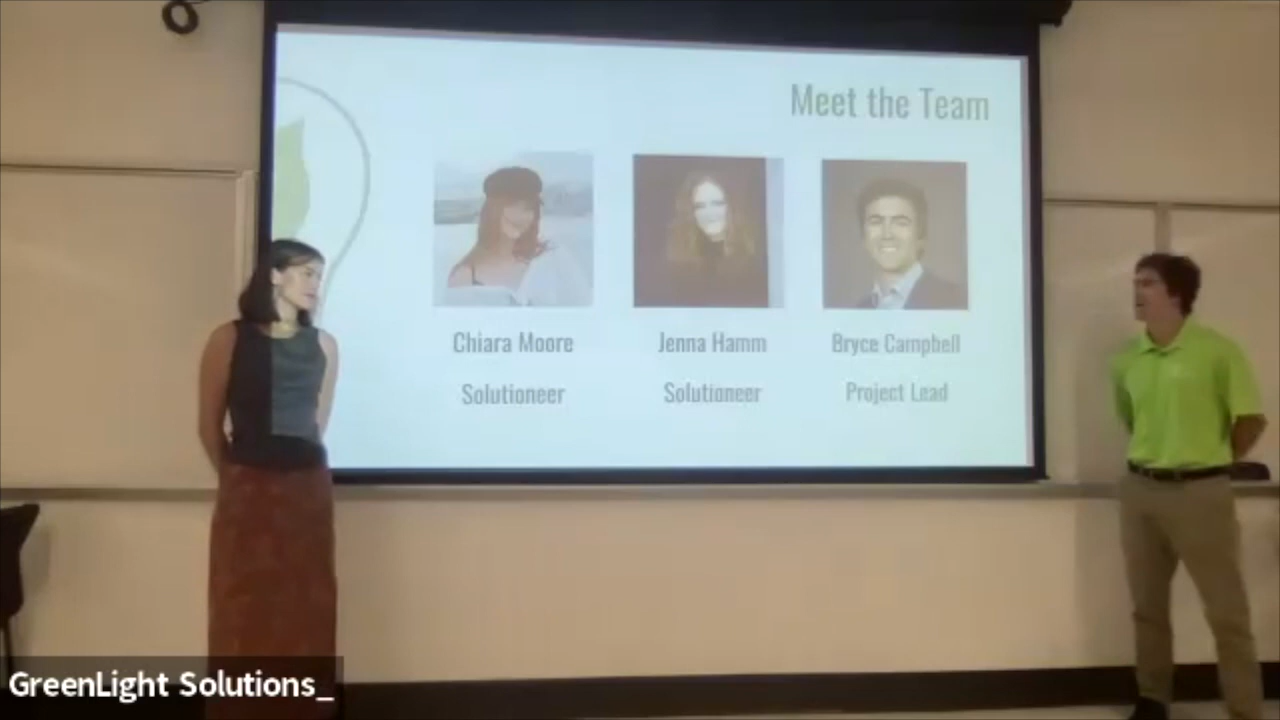 Meet the Team
Chiara Moore
Jenna Hamm
Bryce Campbell
Solutioneer
Solutioneer
Project Lead
GreenLight Solutions_